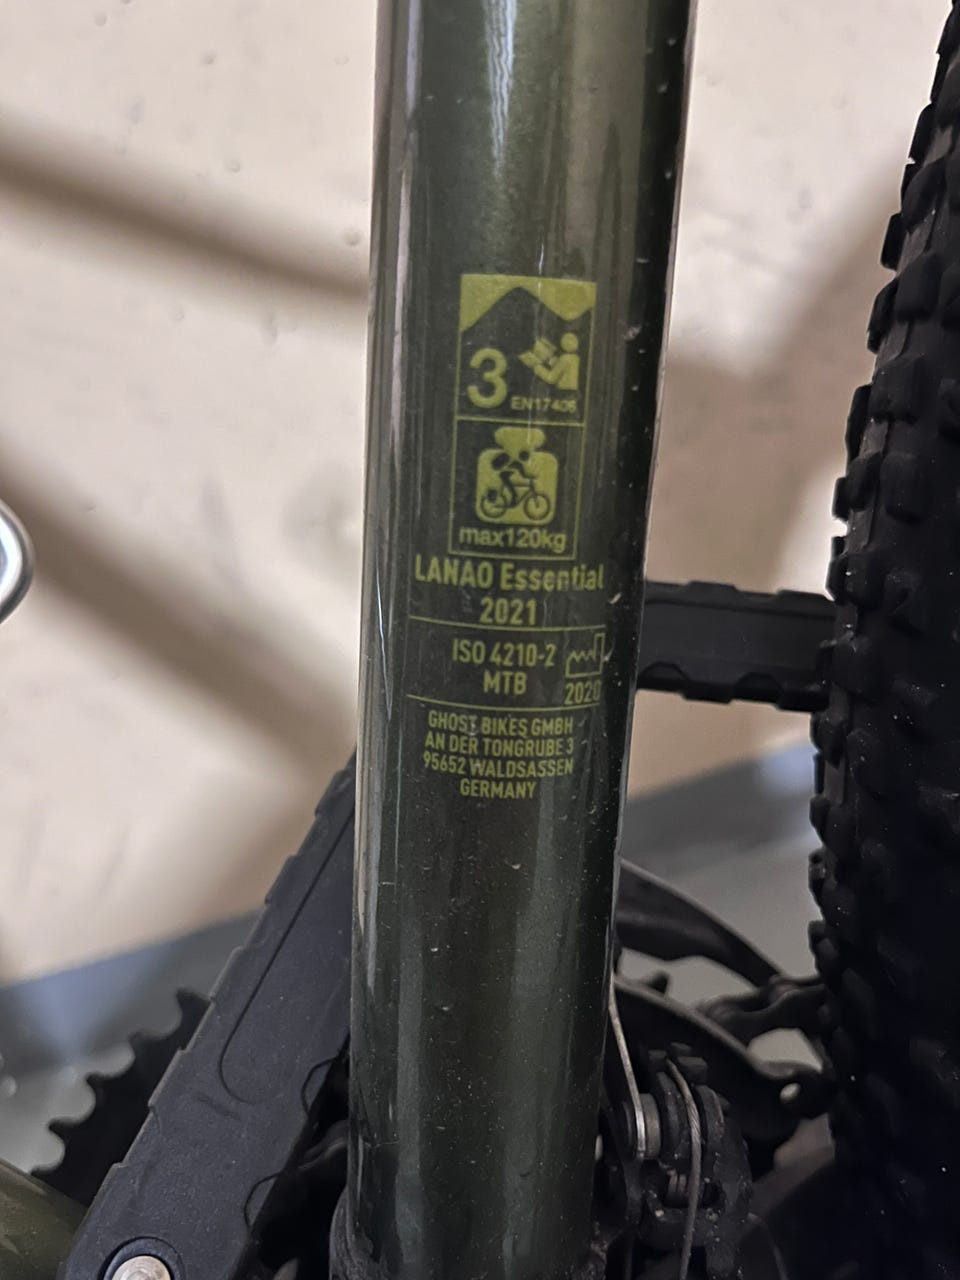 3
EN17406
max120kg
LANAO Essential
2021
ISO 4210-2
MTB
2020
GHOST BIKES GMBH
AN DER TONGRUBE 3
95652 WALDSASSEN
GERMANY